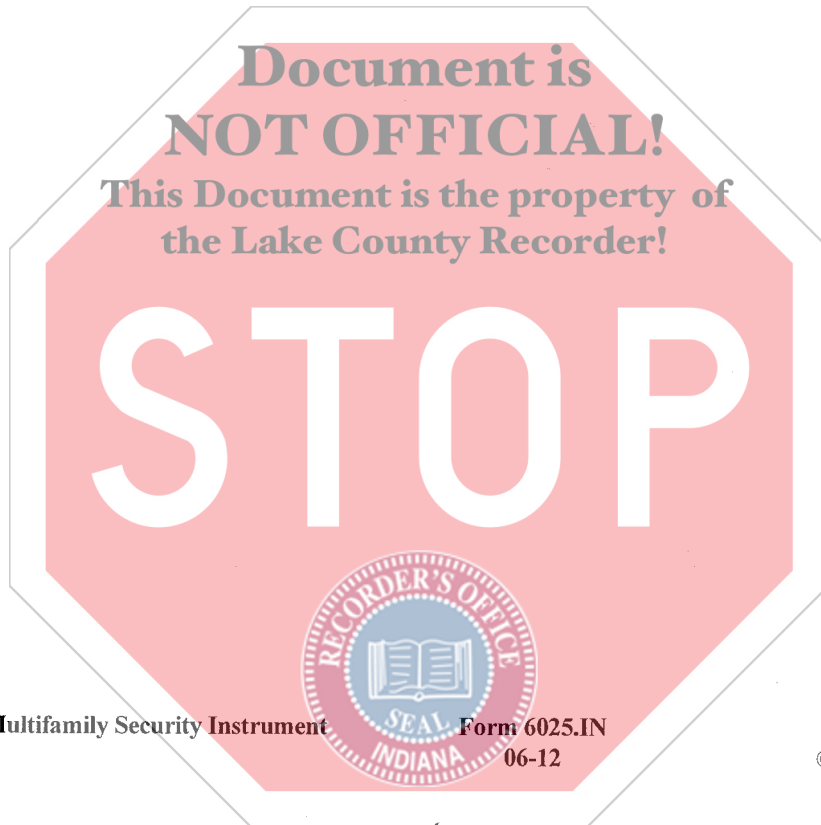 Document is
NOT OFFICIAL!
This Document is the property of
the Lake County Recorder!
STOP
RECORDER'S OFFICE
SEAL
INDIANA
ultifamily Security Instrument Form 6025.IN
06-12